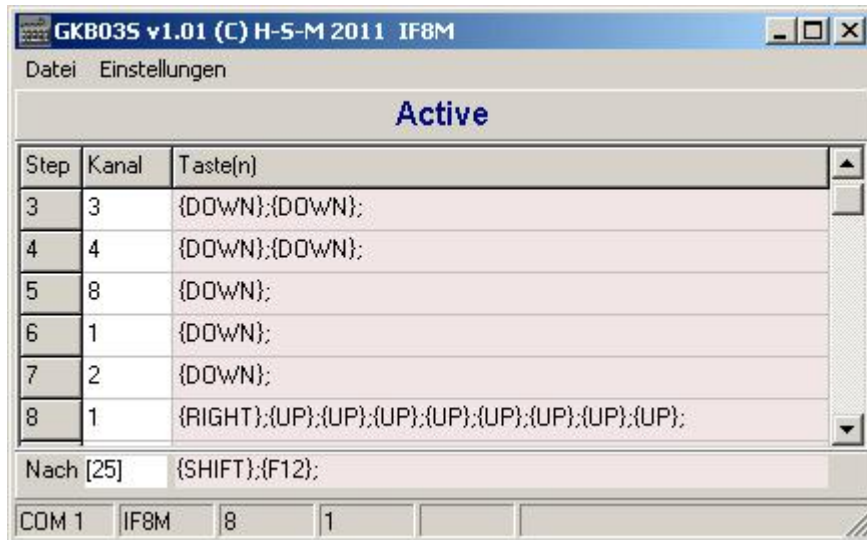 GKB03S v1.01 (C) H-S-M 2011 IF8M
Datei Einstellungen
Active
Step Kanal Taste(n)
3 3 {DOWN};{DOWN};
4 4 {DOWN};{DOWN};
5 8 {DOWN};
6 1 {DOWN};
7 2 {DOWN};
8 1 {RIGHT};{UP};{UP};{UP};{UP};{UP};{UP};{UP};{UP};
Nach [25] {SHIFT};{F12};
COM 1 IF8M 8 1